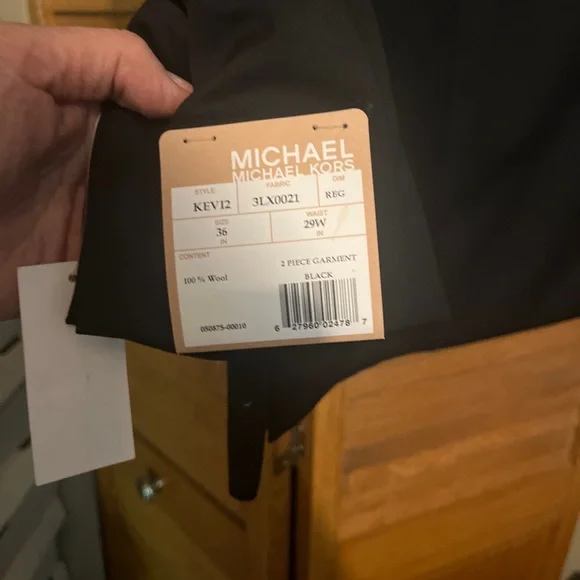 MICHAEL
MICHAEL KORS
STYLE FABRIC DIM
KEV12 3LX0021 REG
SIZE WAIST
36 29W
IN IN
CONTENT
2 PIECE GARMENT
100 % Wool BLACK
050875-00010
6 27960 02478 7